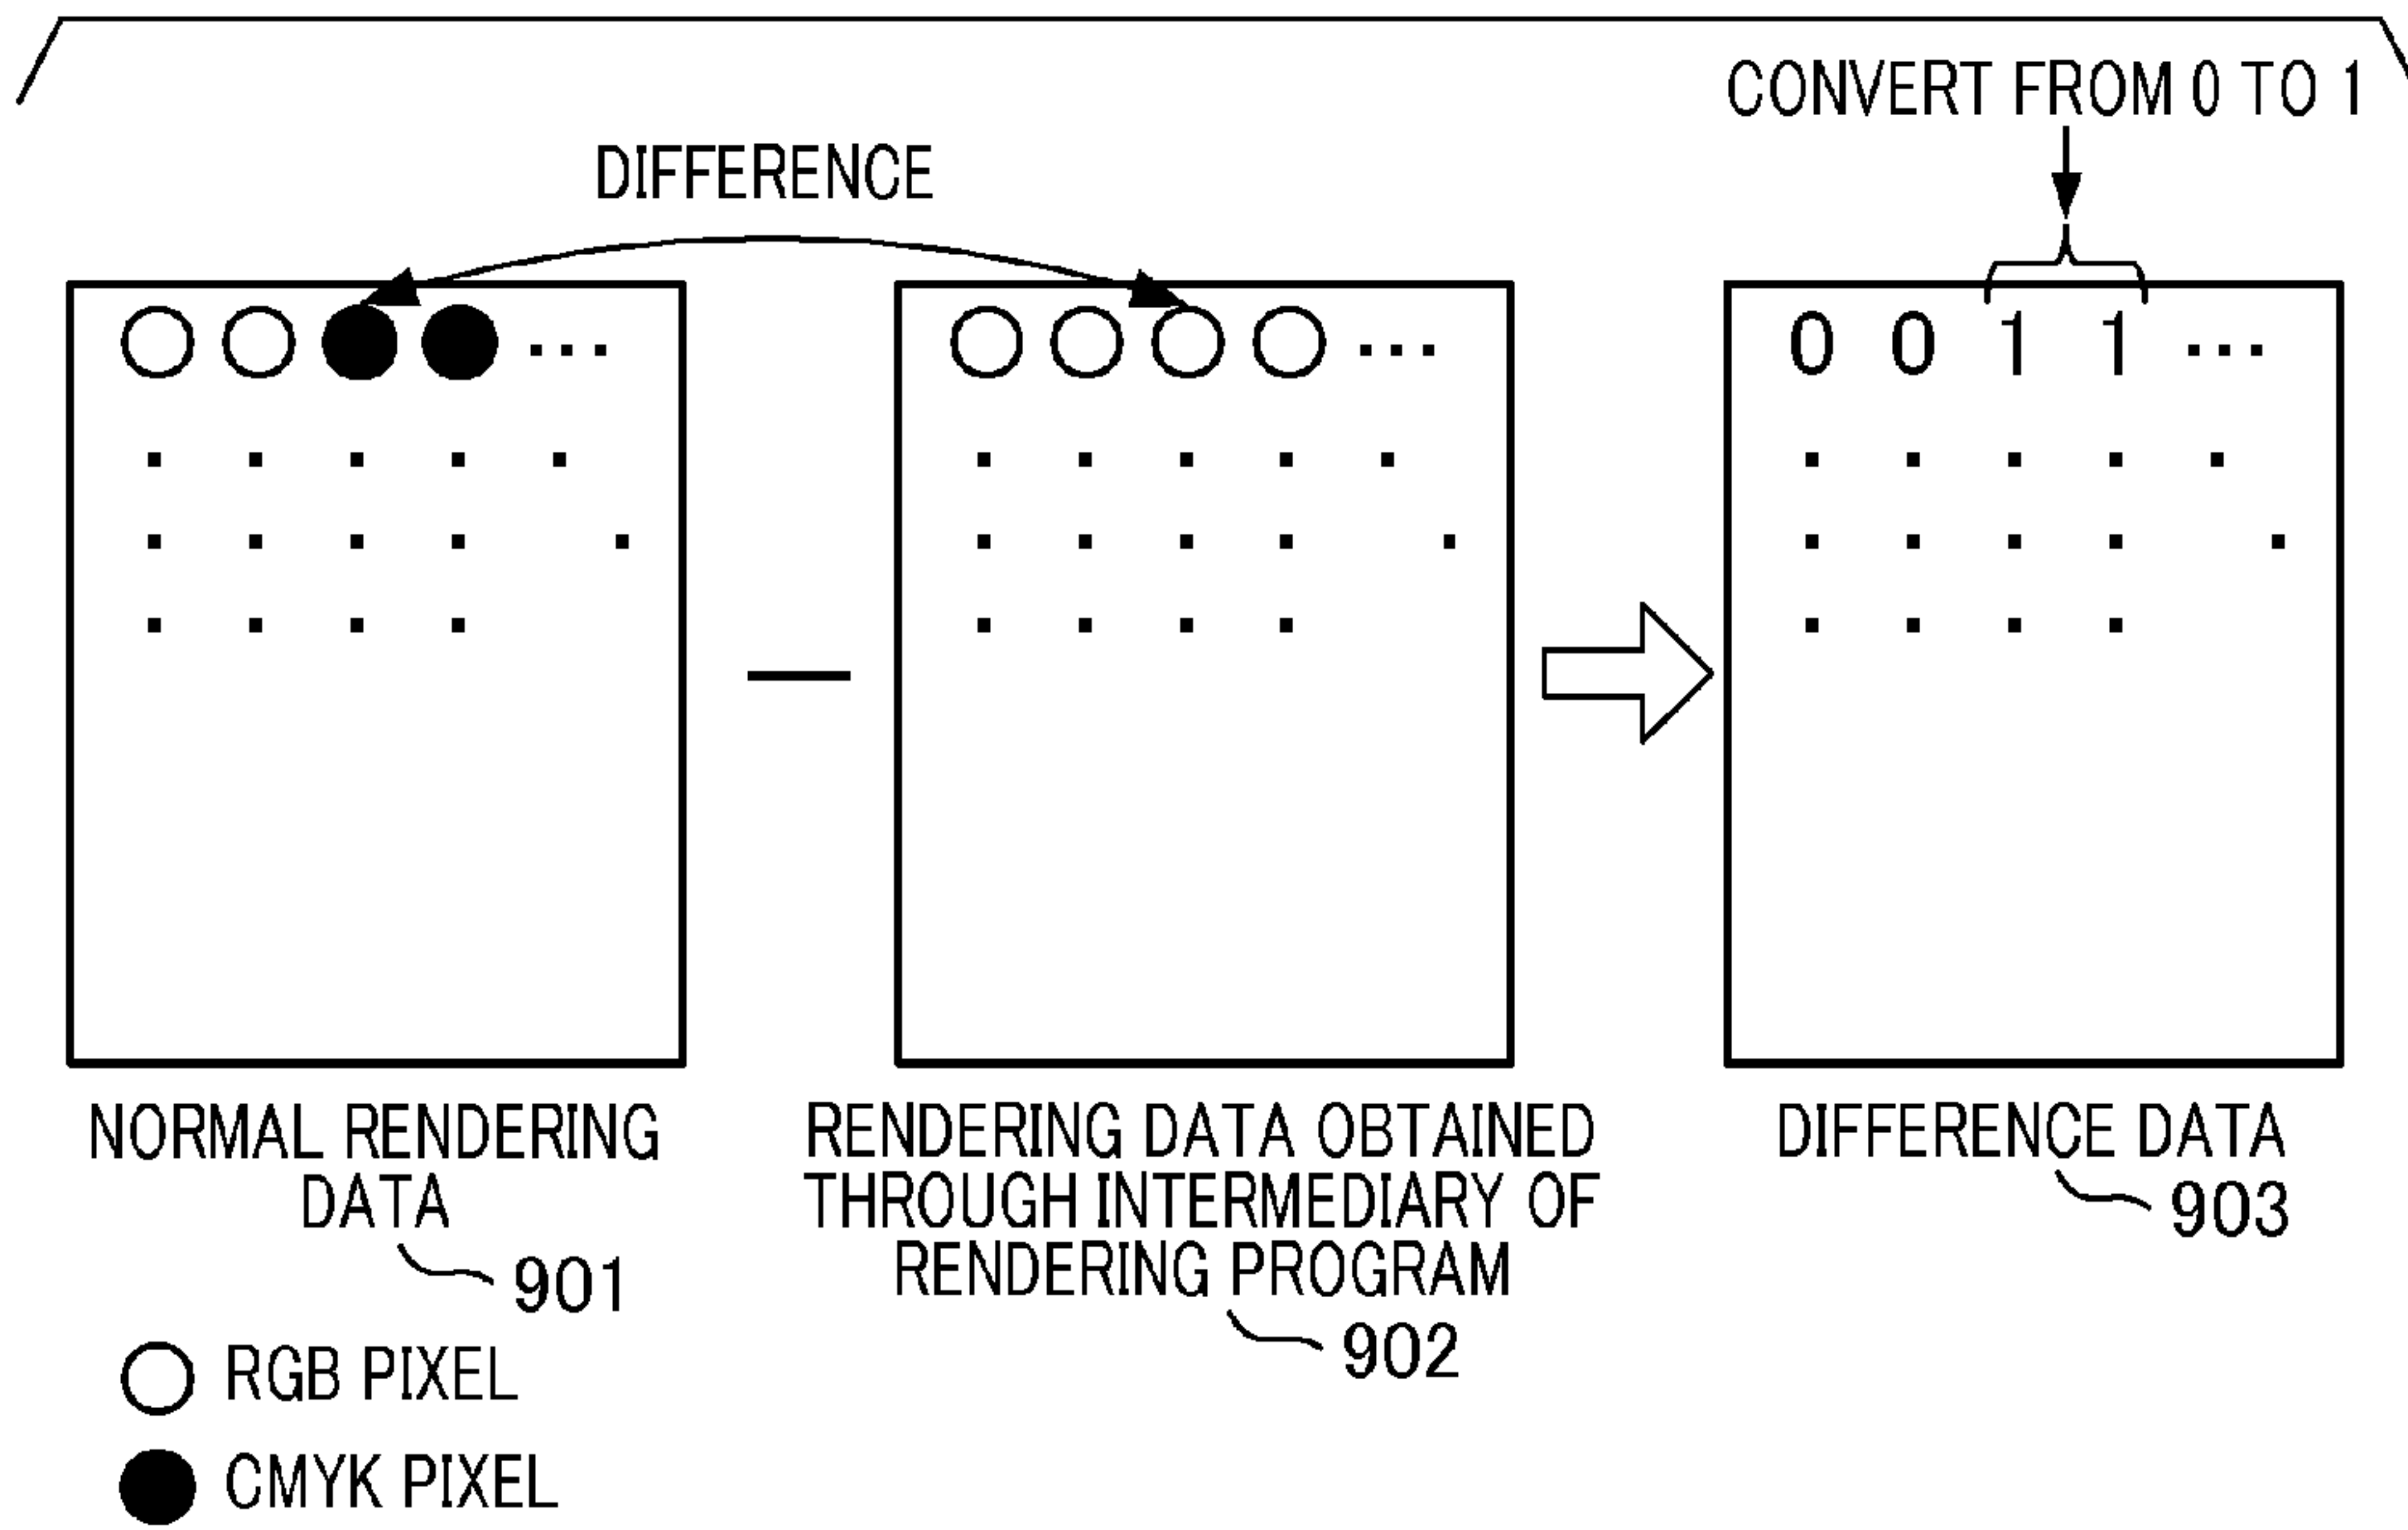 CONVERT FROM 0 TO 1
DIFFERENCE
0 0 1 1 ...
NORMAL RENDERING
DATA
901
RENDERING DATA OBTAINED
THROUGH INTERMEDIARY OF
RENDERING PROGRAM
902
DIFFERENCE DATA
903
RGB PIXEL
CMYK PIXEL